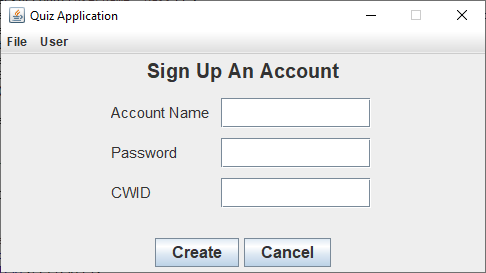 Quiz Application
File User
Sign Up An Account
Account Name
Password
CWID
Create Cancel